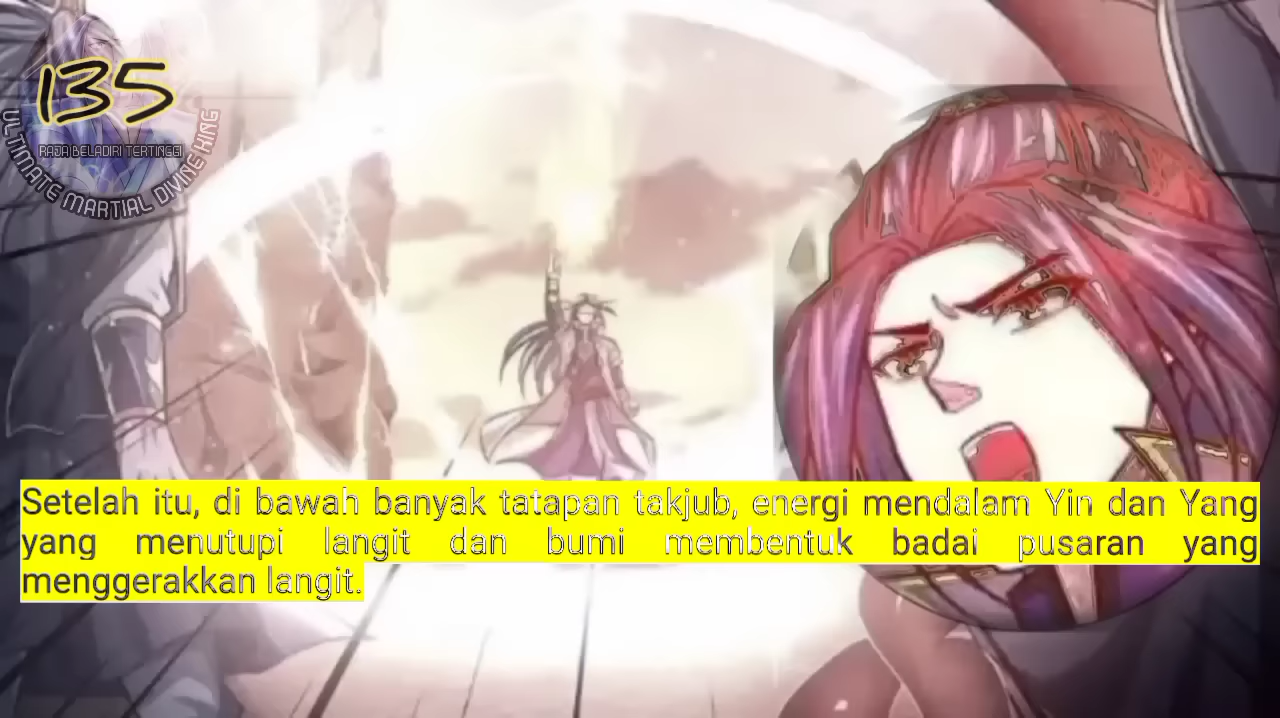 135
RAJA BELADIRI TERTINGGI
ULTIMATE MARTIAL DIVINE KING
Setelah itu, di bawah banyak tatapan takjub, energi mendalam Yin dan Yang
yang menutupi langit dan bumi membentuk badai pusaran yang
menggerakkan langit.